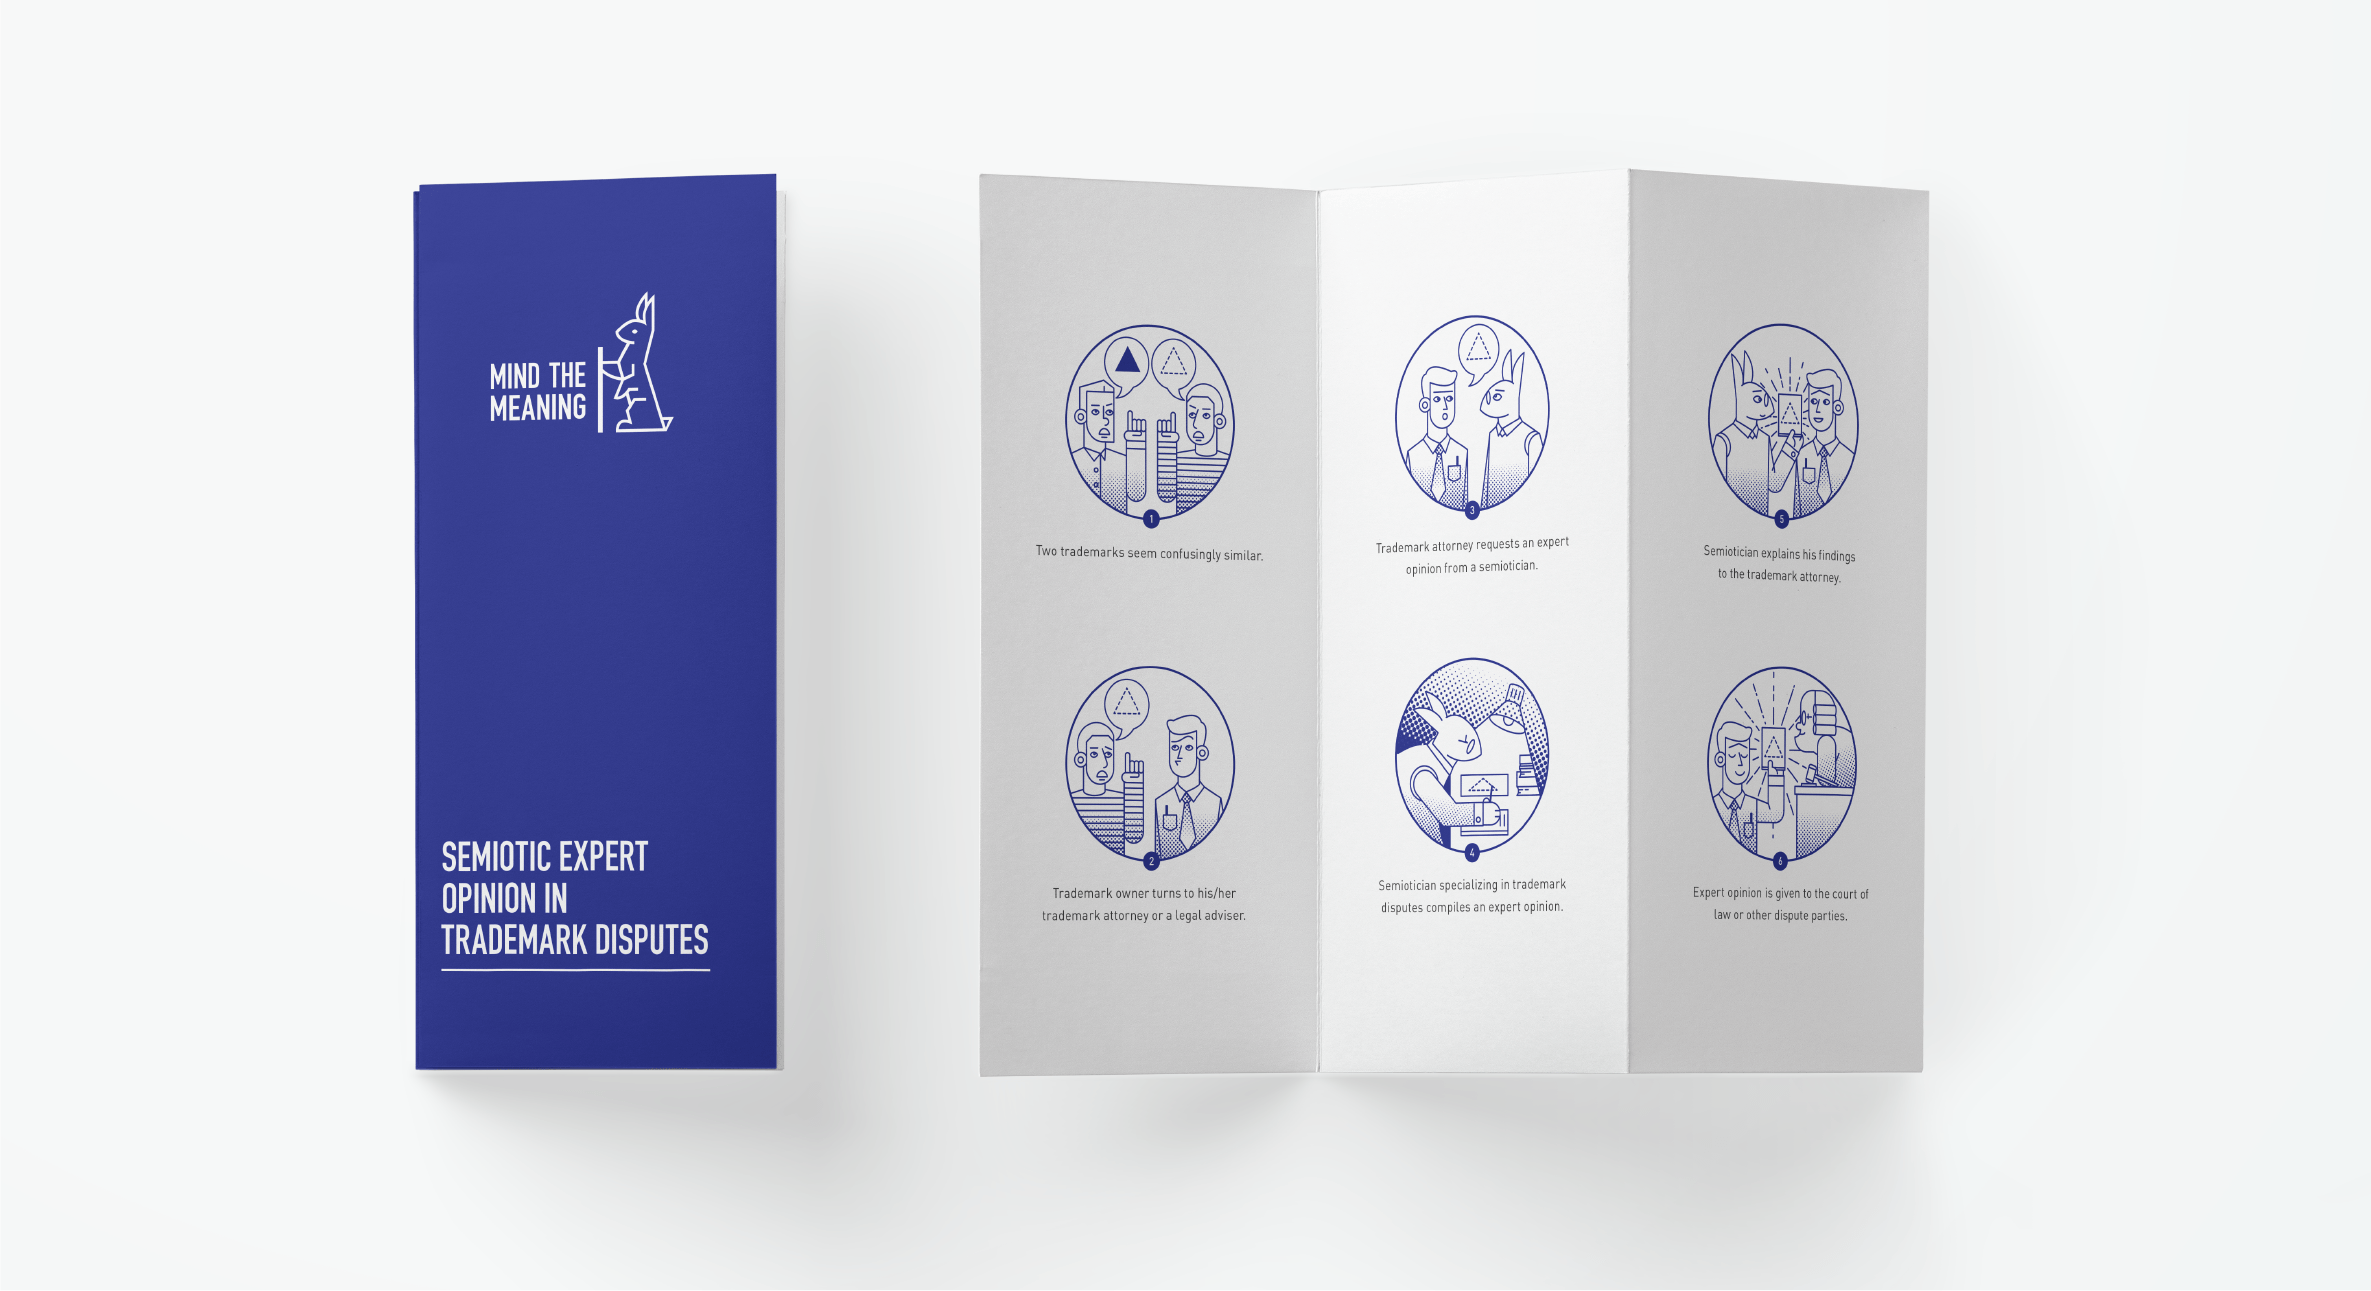 MIND THE
MEANING
SEMIOTIC EXPERT
OPINION IN
TRADEMARK DISPUTES
1
Two trademarks seem confusingly similar.
2
Trademark owner turns to his/her
trademark attorney or a legal adviser.
3
Trademark attorney requests an expert
opinion from a semiotician.
4
Semiotician specializing in trademark
disputes compiles an expert opinion.
5
Semiotician explains his findings
to the trademark attorney.
6
Expert opinion is given to the court of
law or other dispute parties.